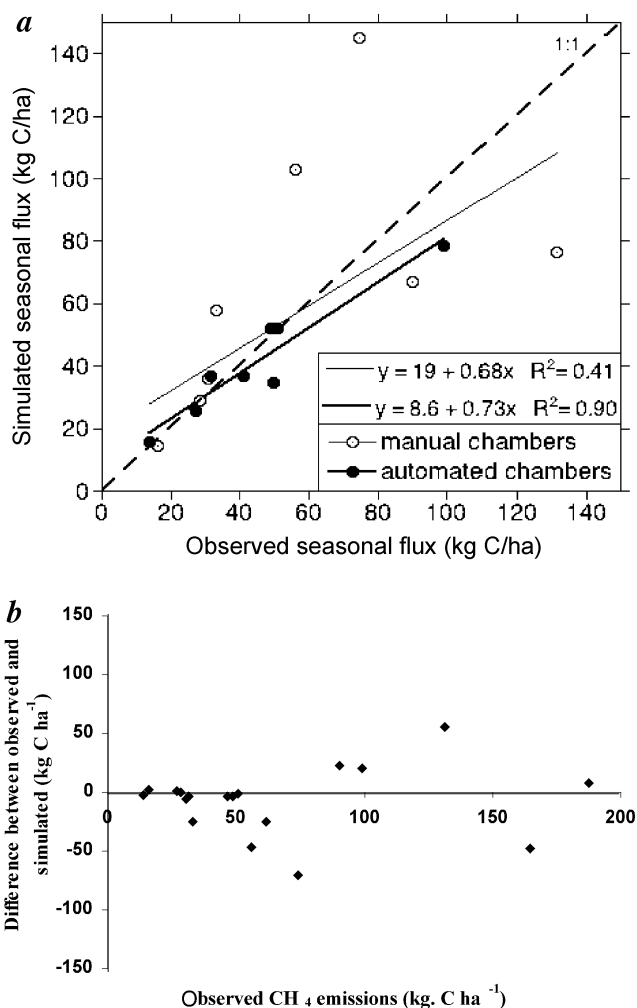 a
140
120
100
80
60
40
20
0
Simulated seasonal flux (kg C/ha)
1:1
y = 19 + 0.68x R²= 0.41
y = 8.6 + 0.73x R²= 0.90
manual chambers
automated chambers
0 20 40 60 80 100 120 140
Observed seasonal flux (kg C/ha)
b
150
100
50
0
-50
-100
-150
Difference between observed and
simulated (kg C ha⁻¹)
0 50 100 150 200
Observed CH ₄ emissions (kg. C ha ⁻¹)